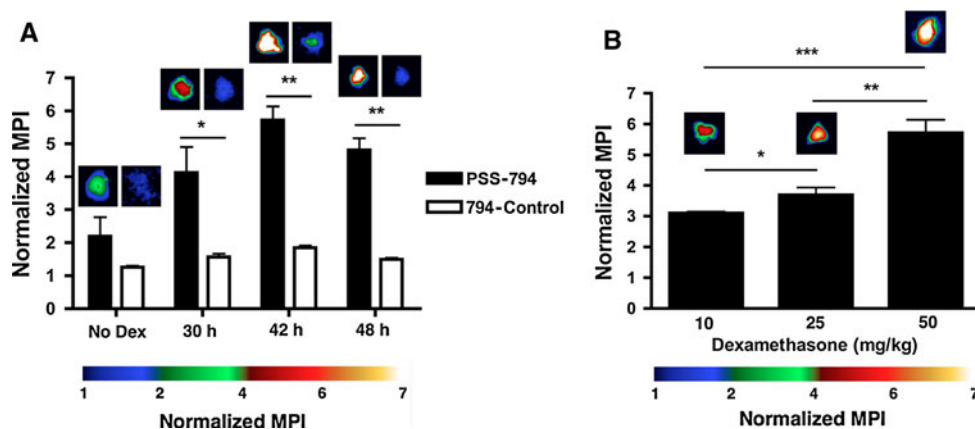 A
7
6
5
4
3
2
1
0
Normalized MPI
*
**
**
PSS-794
794-Control
No Dex 30 h 42 h 48 h
1 2 4 6 7
Normalized MPI
B
7
6
5
4
3
2
1
0
Normalized MPI
***
**
*
10 25 50
Dexamethasone (mg/kg)
1 2 4 6 7
Normalized MPI